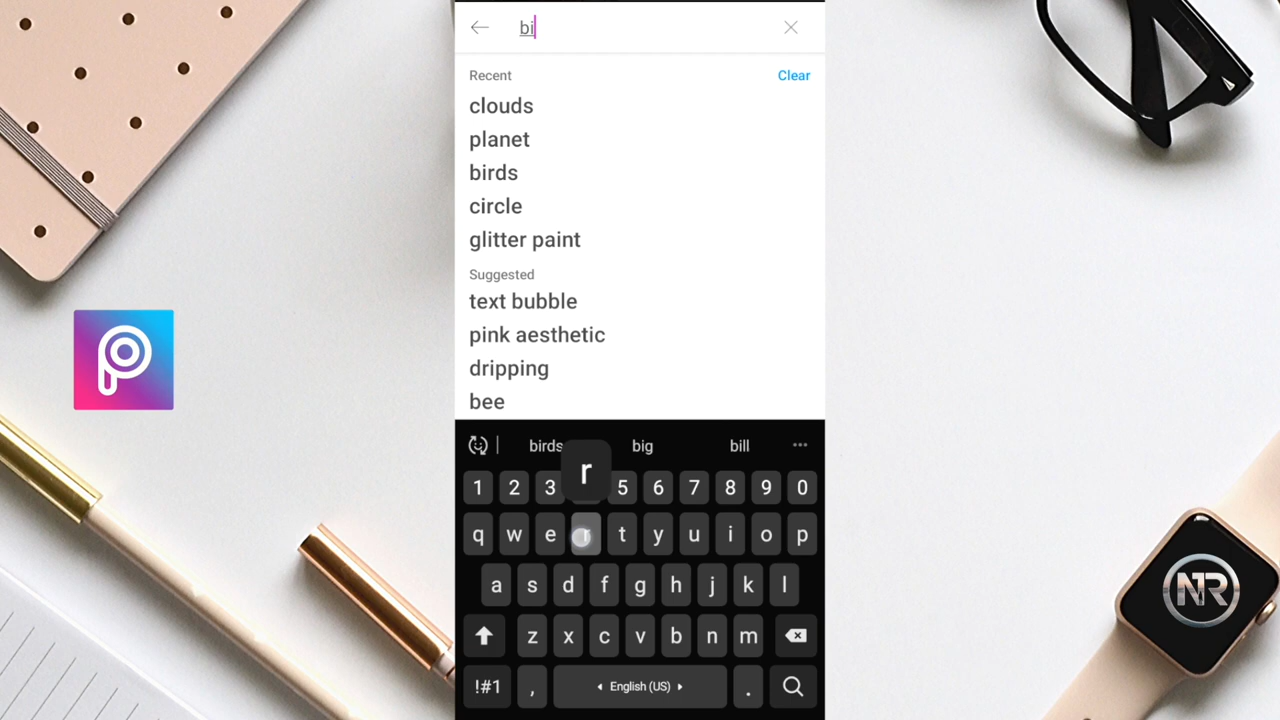 bi
Recent Clear
clouds
planet
birds
circle
glitter paint
Suggested
text bubble
pink aesthetic
dripping
bee
birds big bill
r
1 2 3 5 6 7 8 9 0
q w e r t y u i o p
a s d f g h j k l
z x c v b n m
!#1 , English (US) .
NR